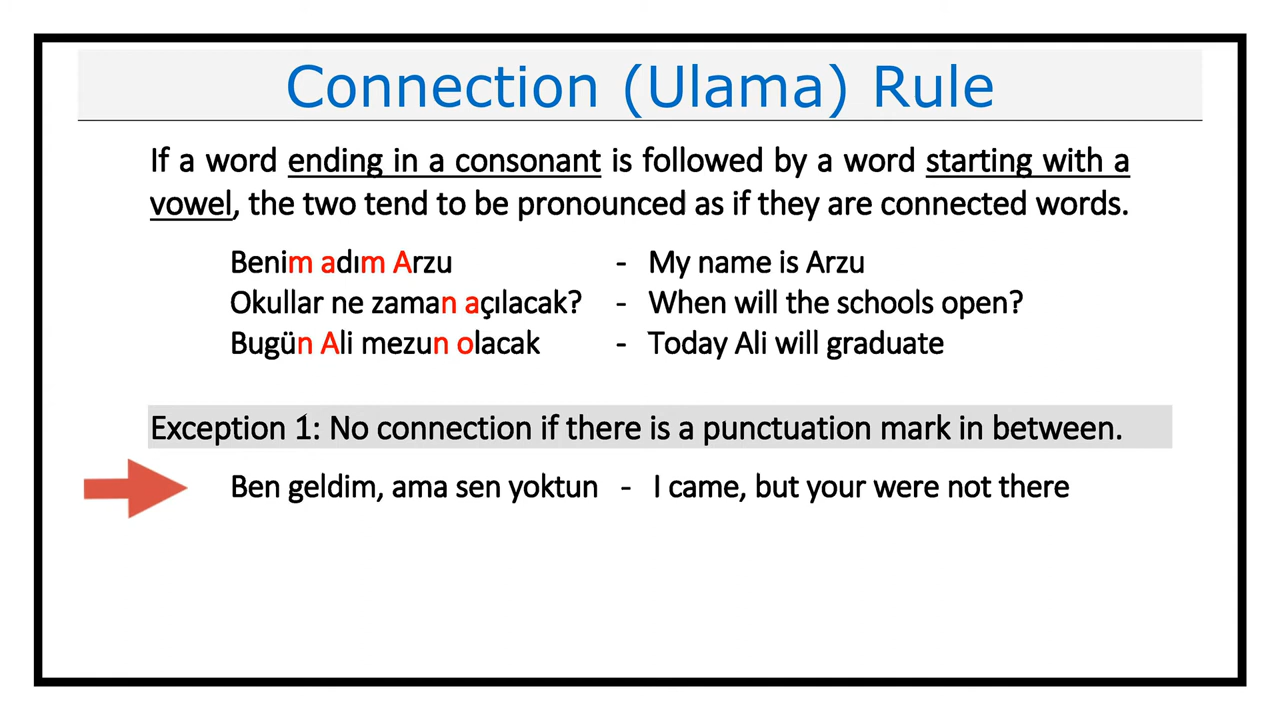 Connection (Ulama) Rule
If a word ending in a consonant is followed by a word starting with a
vowel, the two tend to be pronounced as if they are connected words.
Benim adım Arzu - My name is Arzu
Okullar ne zaman açılacak? - When will the schools open?
Bugün Ali mezun olacak - Today Ali will graduate
Exception 1: No connection if there is a punctuation mark in between.
Ben geldim, ama sen yoktun - I came, but your were not there